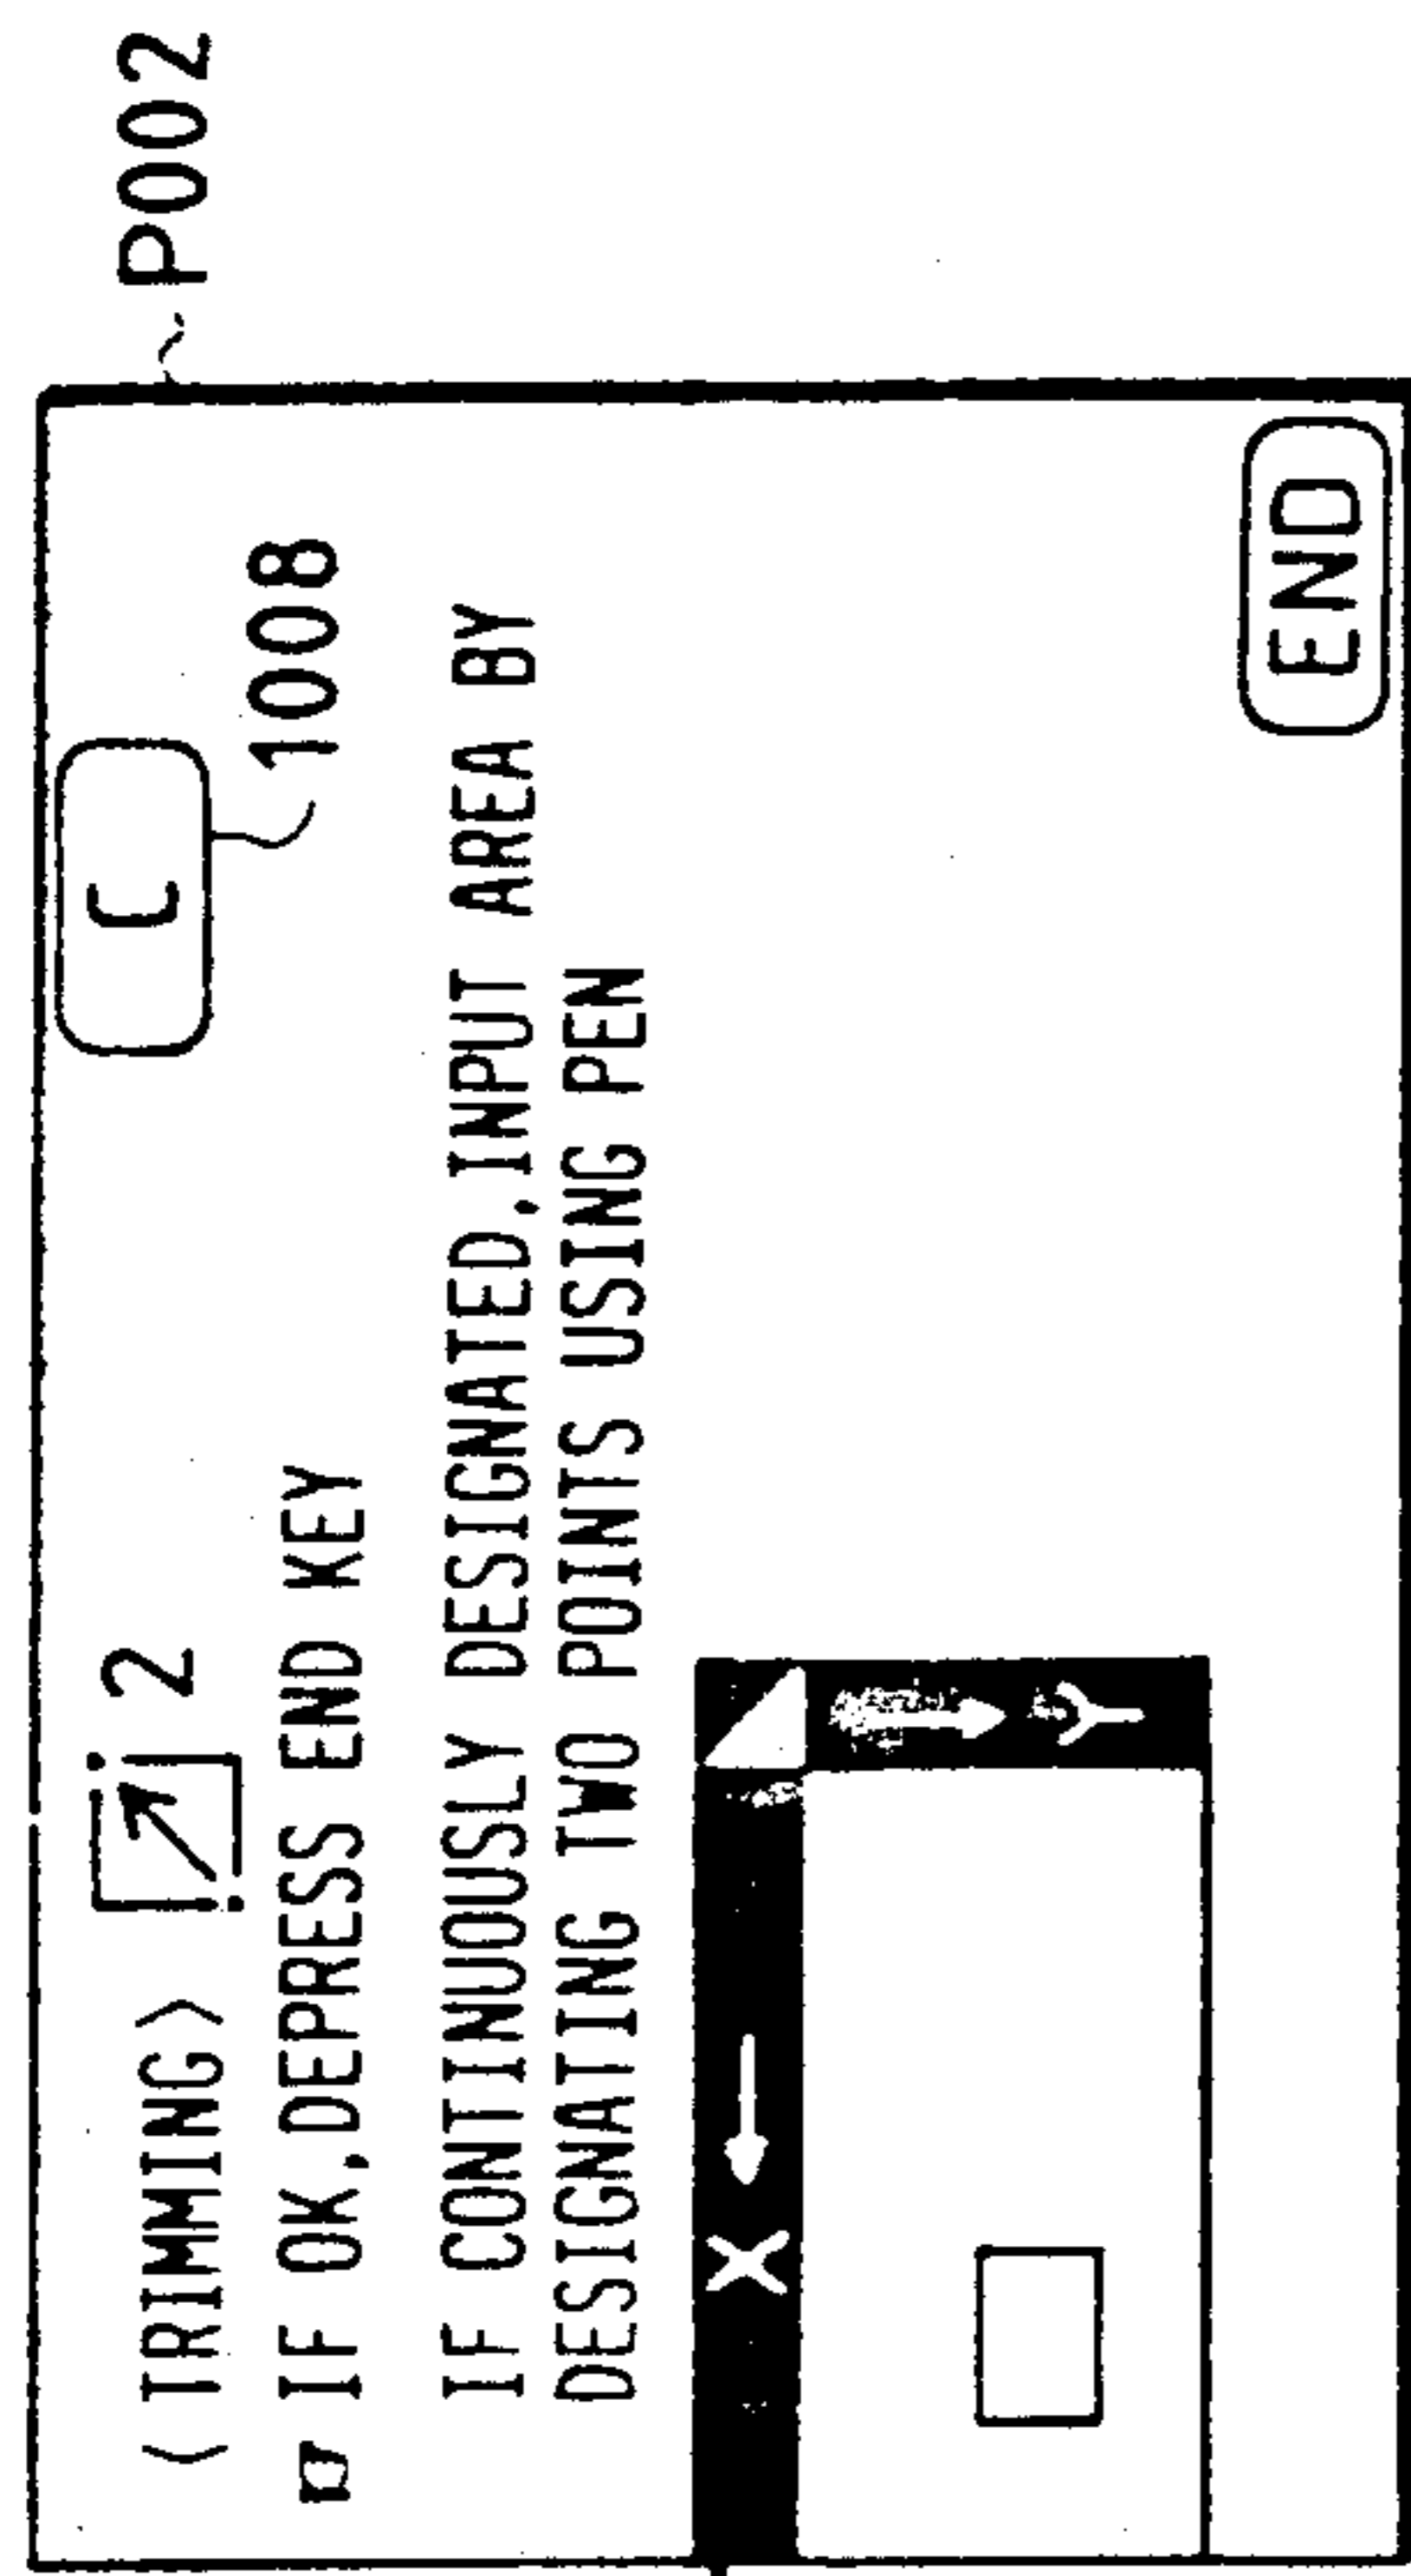 P002
<TRIMMING> 2
C
1008
IF OK,DEPRESS END KEY
IF CONTINUOUSLY DESIGNATED,INPUT AREA BY
DESIGNATING TWO POINTS USING PEN
X
Y
END